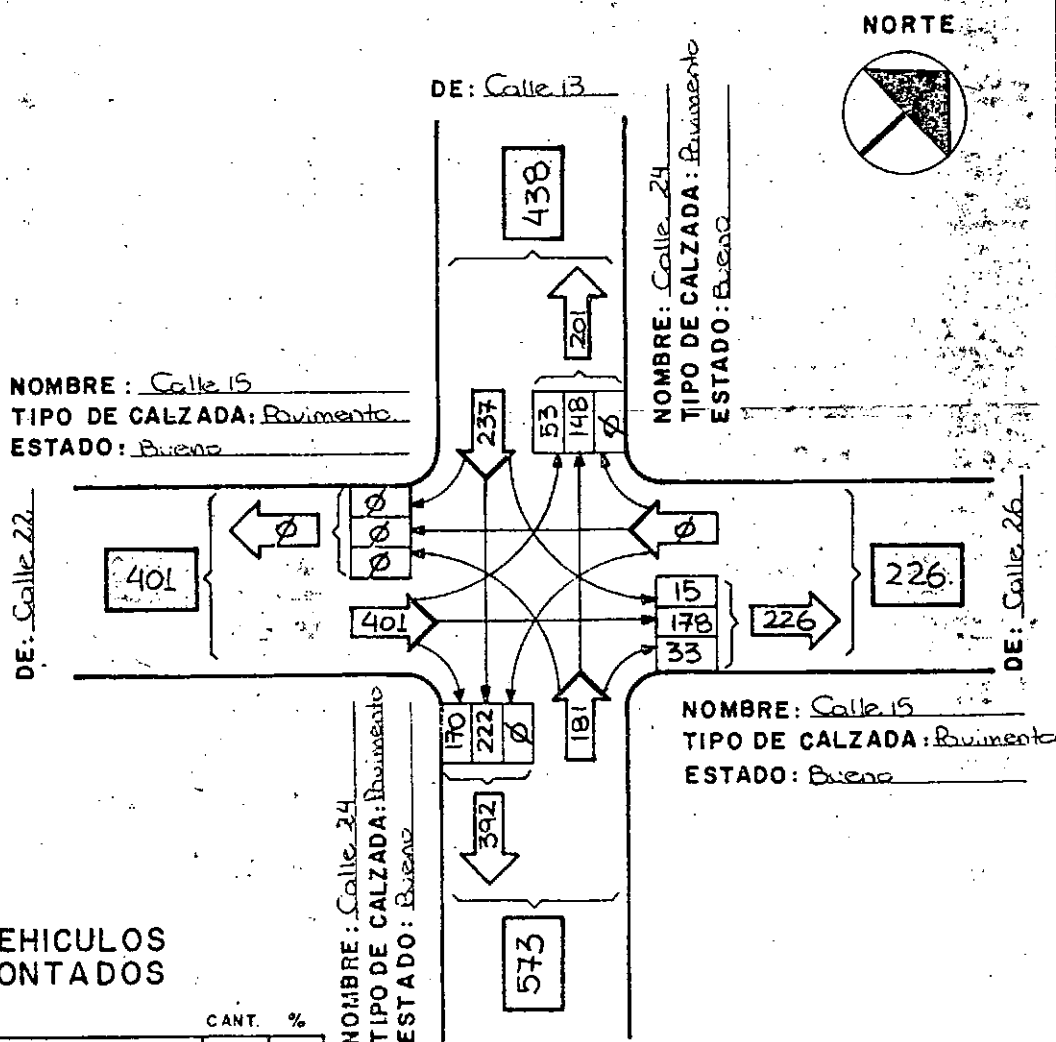 NORTE
DE: Calle 13
438
NOMBRE: Calle 24
TIPO DE CALZADA: Pavimento
ESTADO: Bueno
201
NOMBRE: Calle 15
TIPO DE CALZADA: Pavimento
ESTADO: Bueno
237
53 148 Ø
DE: Calle 22
401
Ø
Ø
Ø
Ø
Ø
226
DE: Calle 26
401
15
178
33
226
170 222 Ø
181
NOMBRE: Calle 15
TIPO DE CALZADA: Pavimento
ESTADO: Bueno
392
NOMBRE: Calle 24
TIPO DE CALZADA: Pavimento
ESTADO: Bueno
573
EHICULOS
ONTADOS
CANT. %